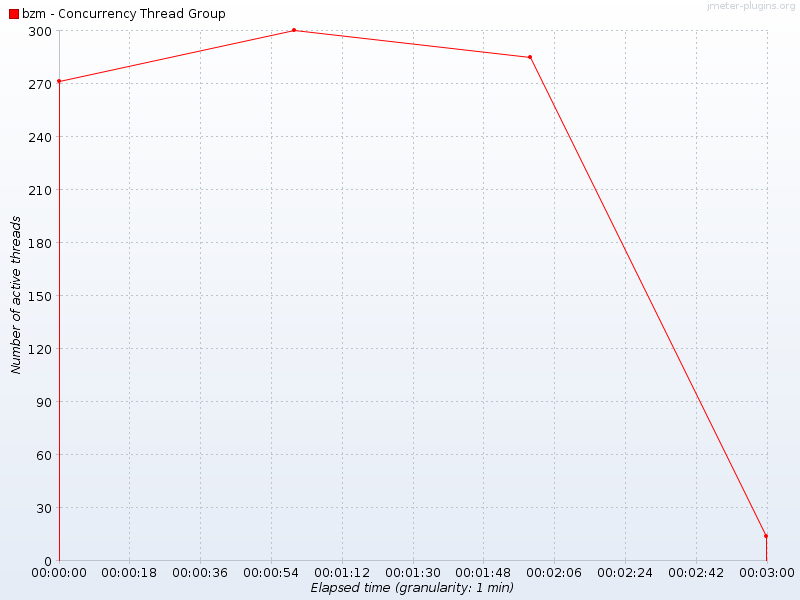 jmeter-plugins.org
bzm - Concurrency Thread Group
300
270
240
210
180
150
120
90
60
30
0
Number of active threads
00:00:00 00:00:18 00:00:36 00:00:54 00:01:12 00:01:30 00:01:48 00:02:06 00:02:24 00:02:42 00:03:00
Elapsed time (granularity: 1 min)